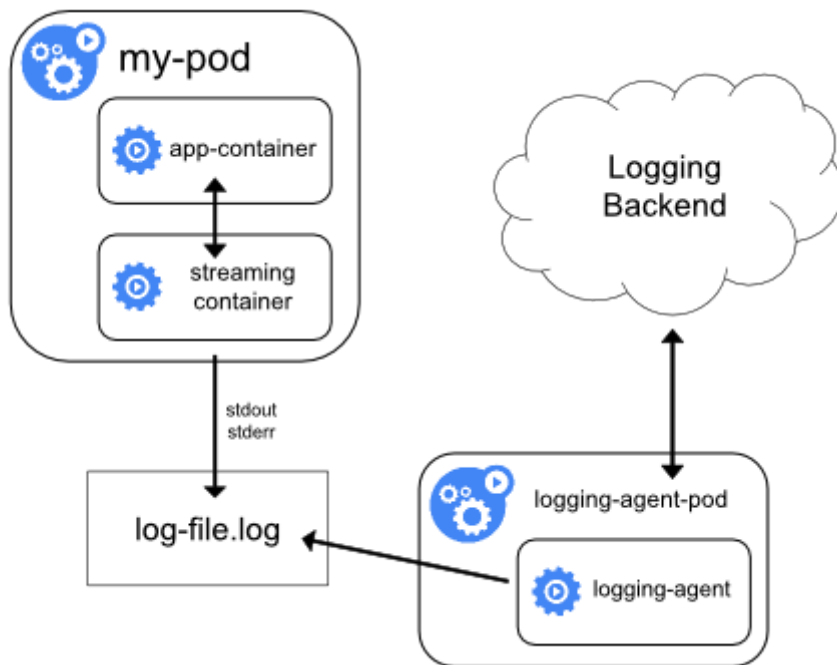 my-pod
app-container
streaming
container
stdout
stderr
log-file.log
Logging
Backend
logging-agent-pod
logging-agent